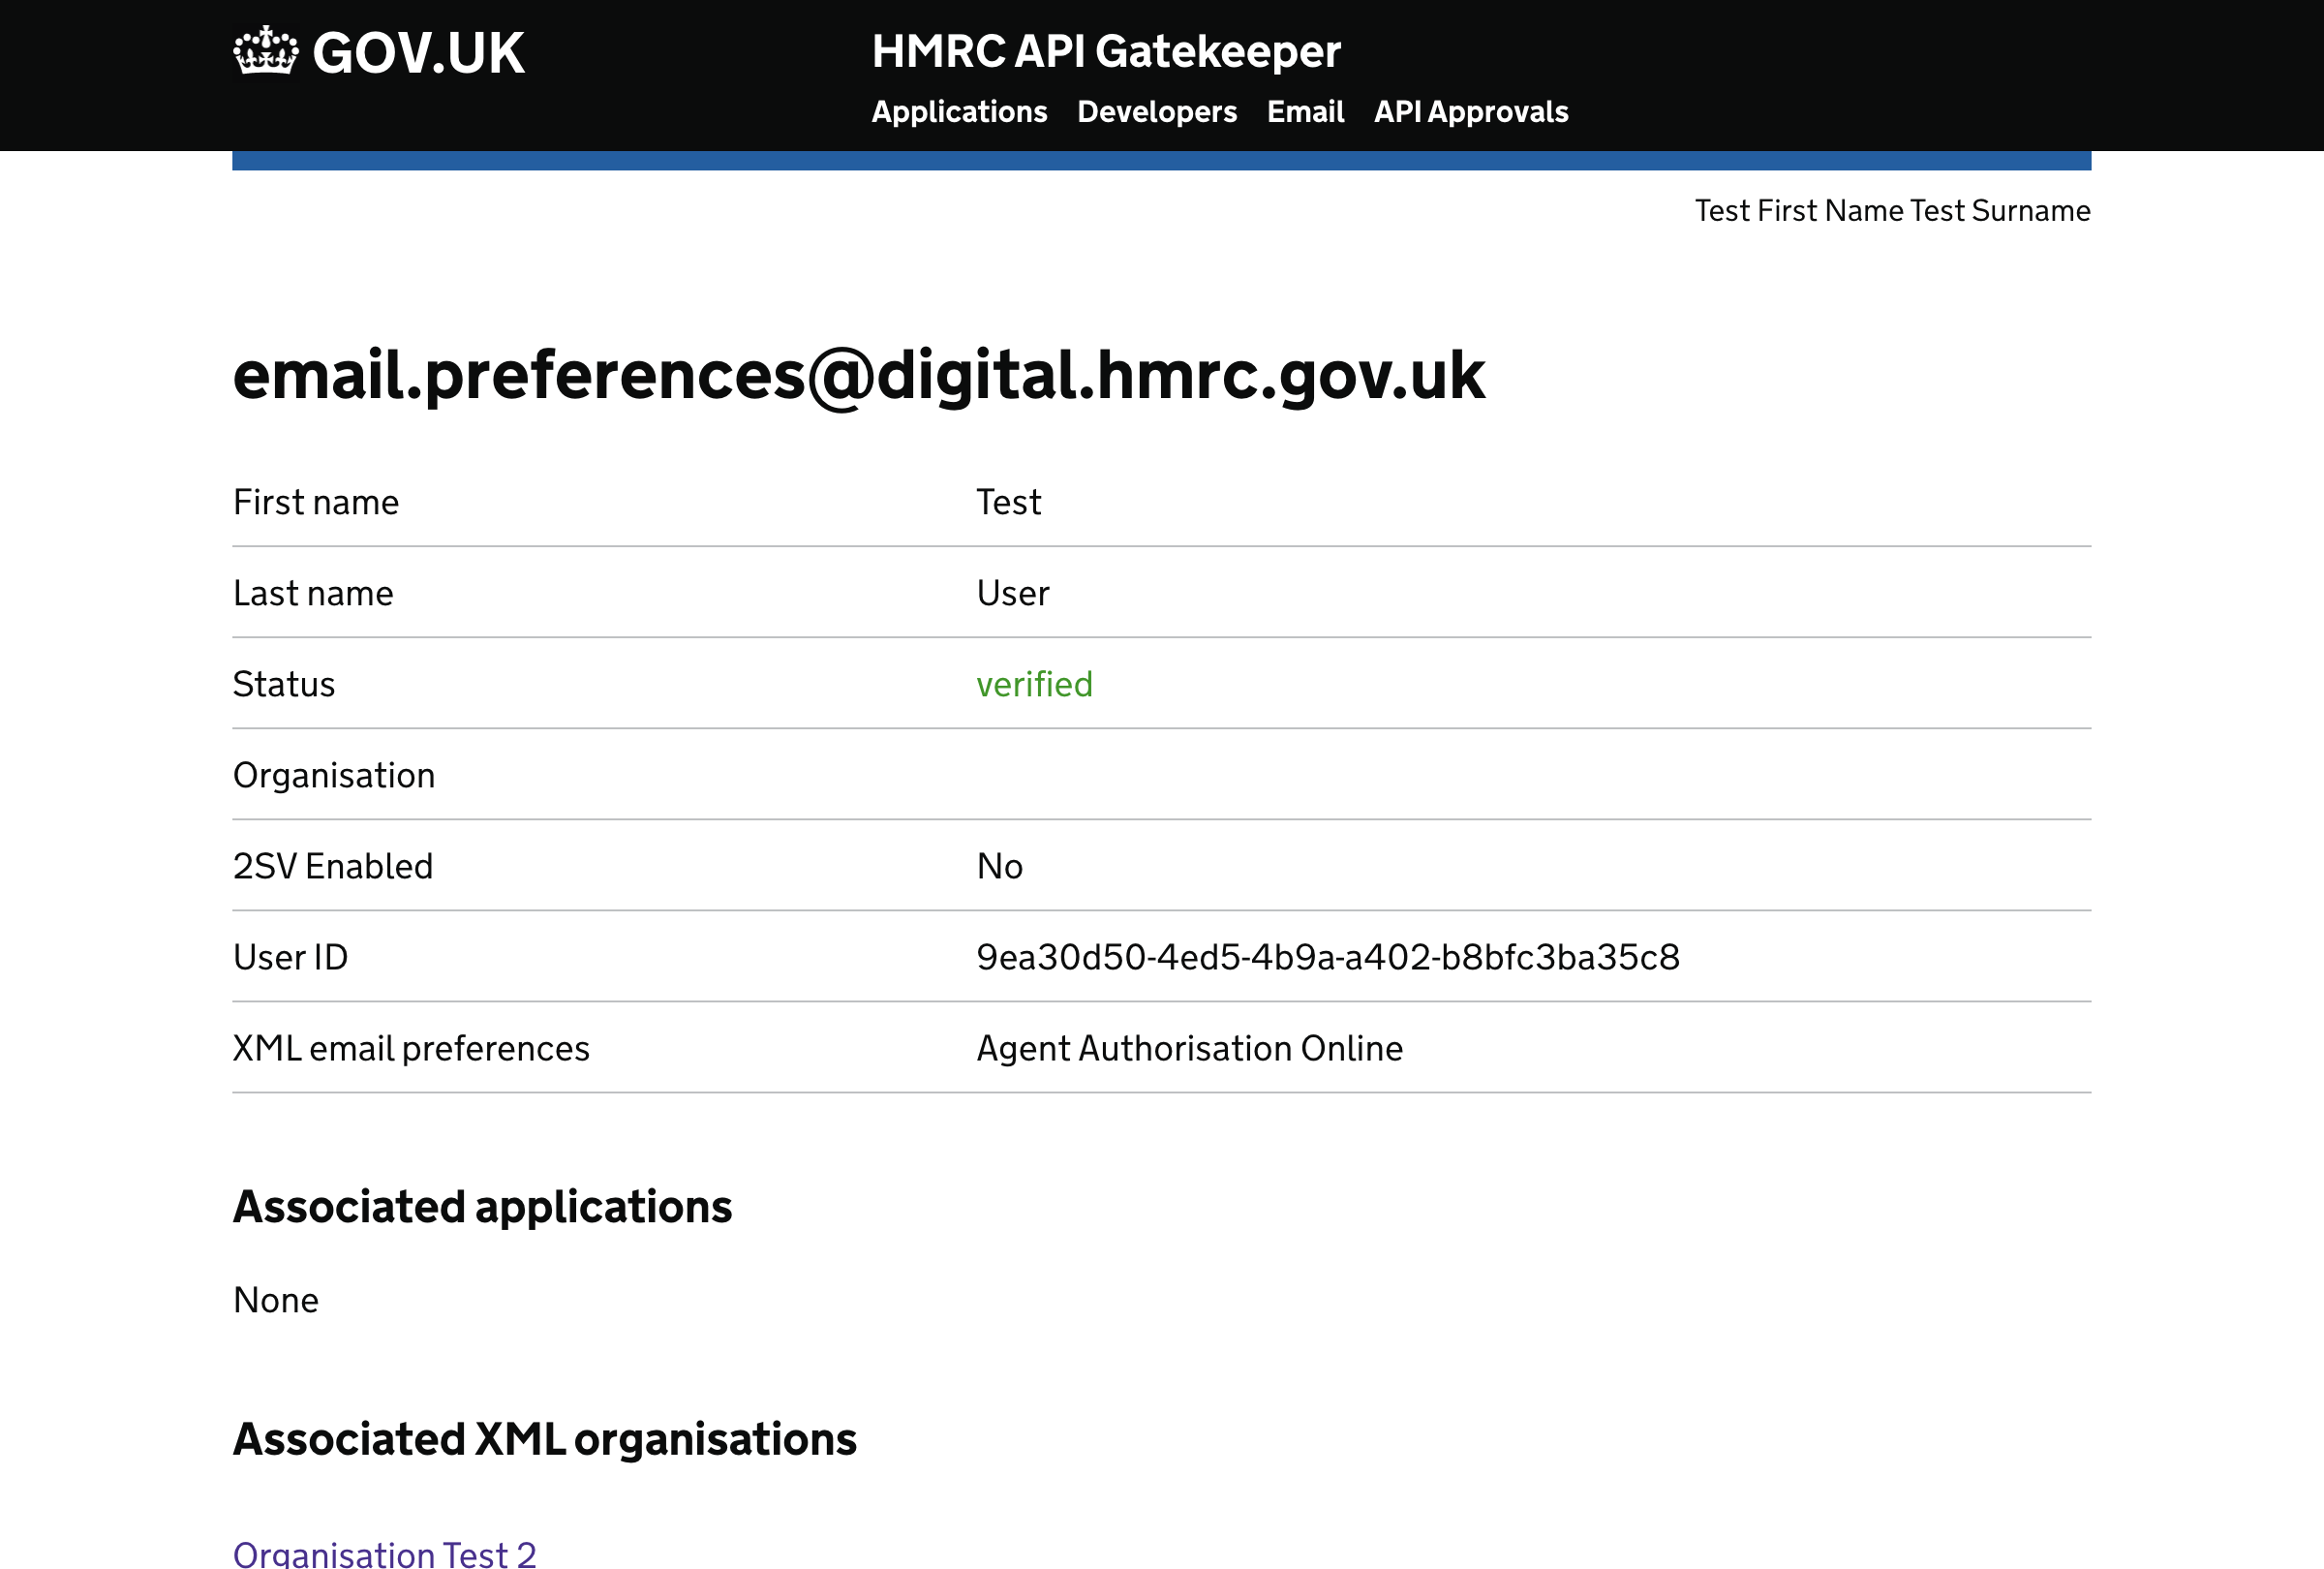 GOV.UK
HMRC API Gatekeeper
Applications Developers Email API Approvals
Test First Name Test Surname
email.preferences@digital.hmrc.gov.uk
First name Test
Last name User
Status verified
Organisation
2SV Enabled No
User ID 9ea30d50-4ed5-4b9a-a402-b8bfc3ba35c8
XML email preferences Agent Authorisation Online
Associated applications
None
Associated XML organisations
Organisation Test 2